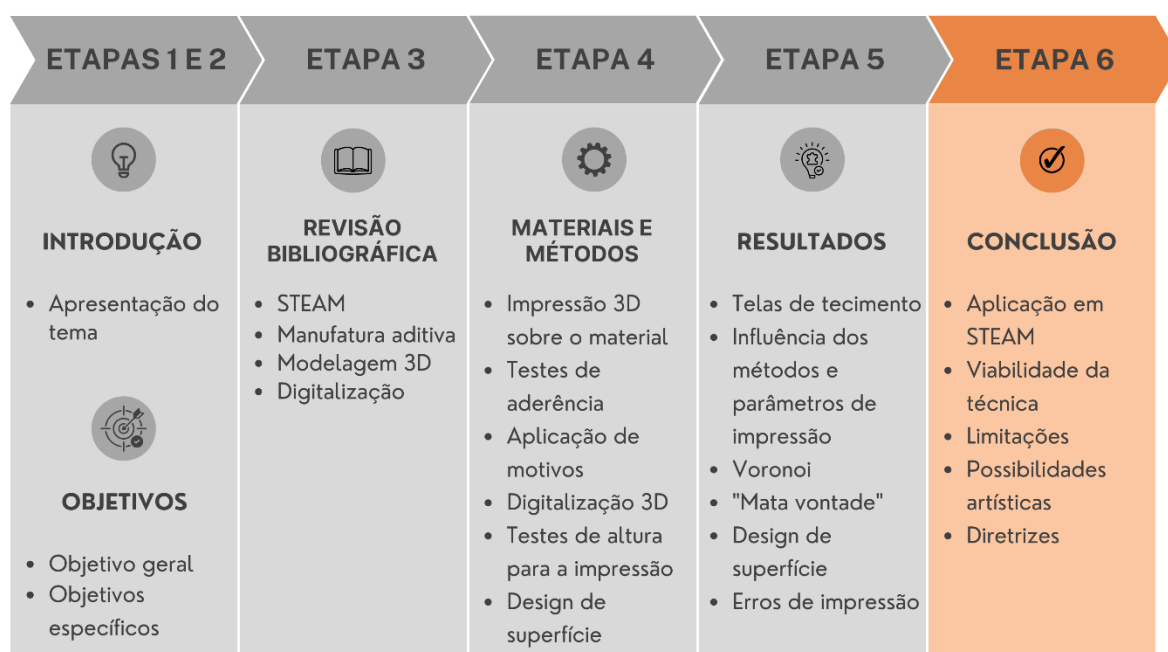 ETAPAS 1 E 2
INTRODUÇÃO
• Apresentação do
tema
OBJETIVOS
• Objetivo geral
• Objetivos
específicos
ETAPA 3
REVISÃO
BIBLIOGRÁFICA
• STEAM
• Manufatura aditiva
• Modelagem 3D
• Digitalização
ETAPA 4
MATERIAIS E
MÉTODOS
• Impressão 3D
sobre o material
• Testes de
aderência
• Aplicação de
motivos
• Digitalização 3D
• Testes de altura
para a impressão
• Design de
superfície
ETAPA 5
RESULTADOS
• Telas de tecimento
• Influência dos
métodos e
parâmetros de
impressão
• Voronoi
• "Mata vontade"
• Design de
superfície
• Erros de impressão
ETAPA 6
CONCLUSÃO
• Aplicação em
STEAM
• Viabilidade da
técnica
• Limitações
• Possibilidades
artísticas
• Diretrizes